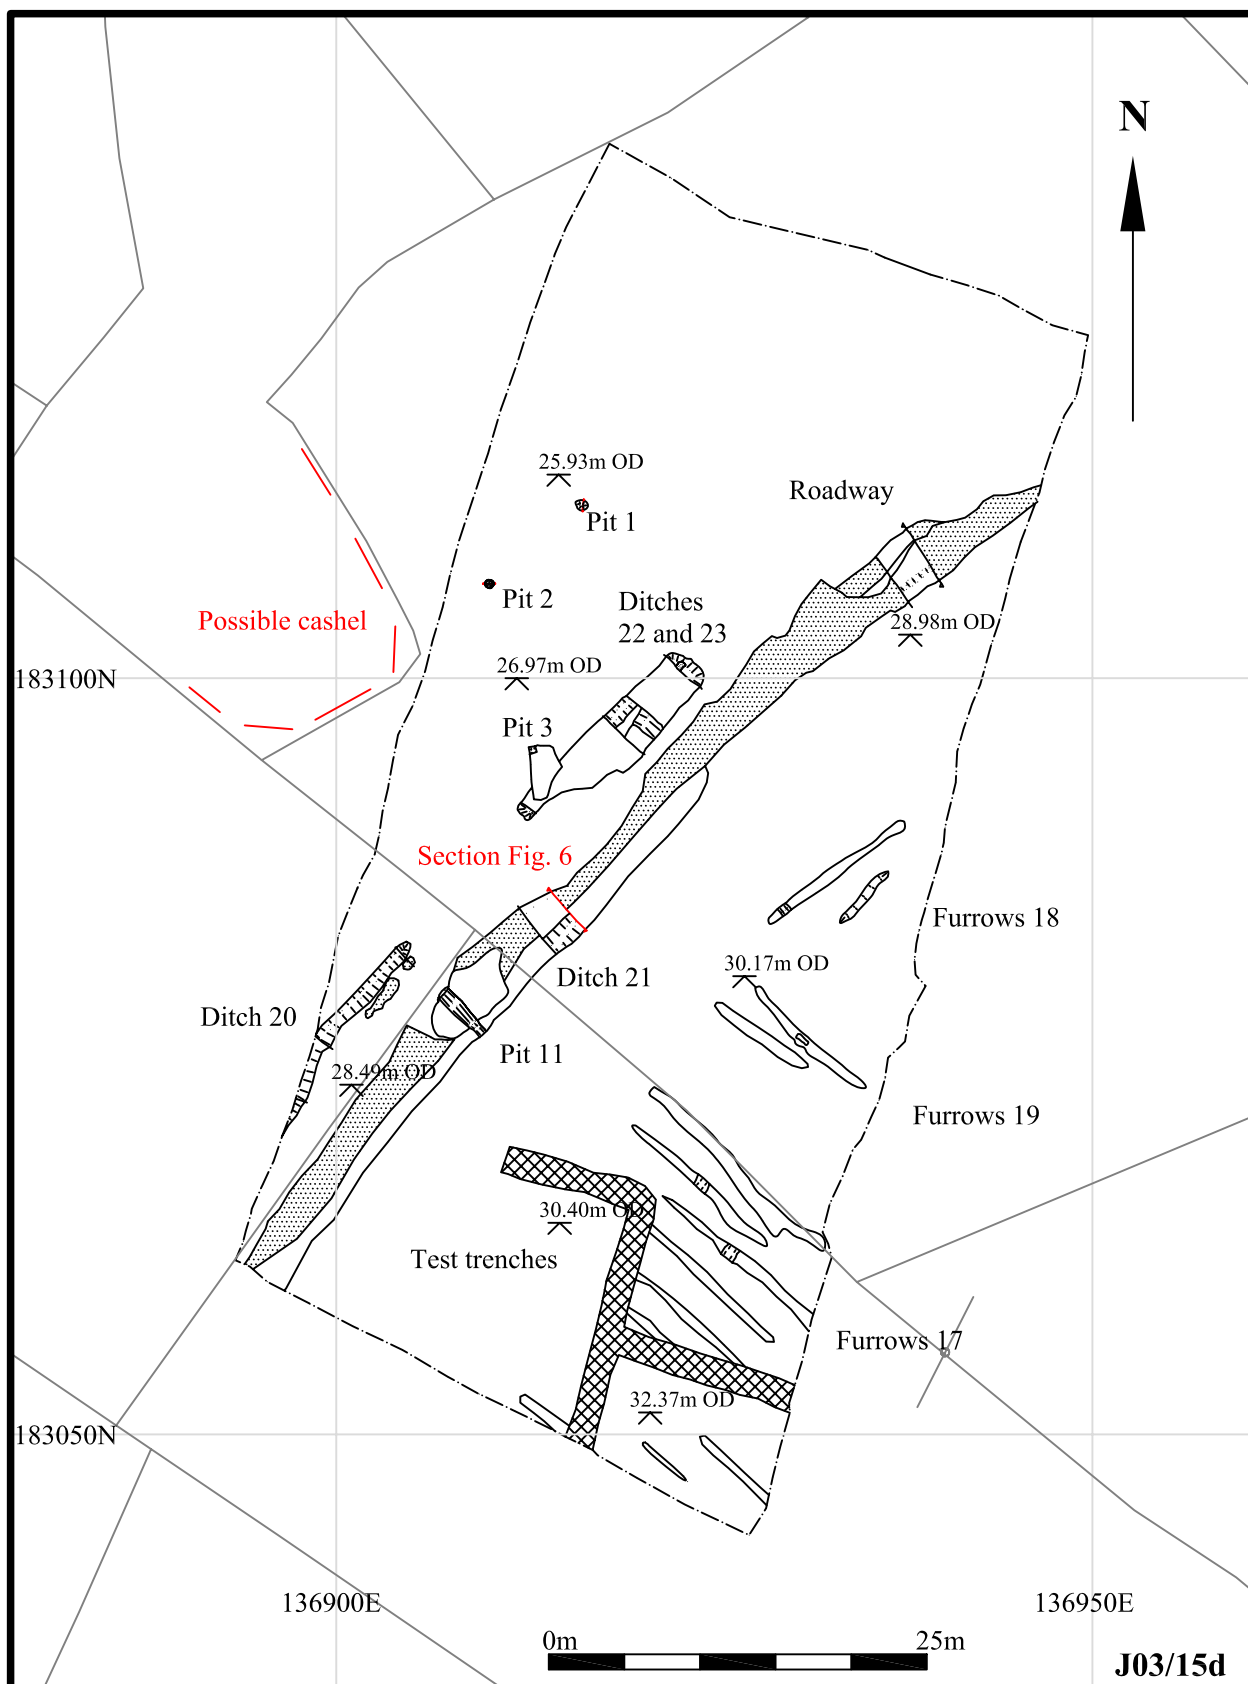 N
25.93m OD
Roadway
Pit 1
Pit 2
Ditches
22 and 23
Possible cashel
28.98m OD
26.97m OD
183100N
Pit 3
Section Fig. 6
Furrows 18
30.17m OD
Ditch 21
Ditch 20
Pit 11
28.49m OD
Furrows 19
30.40m OD
Test trenches
Furrows 17
32.37m OD
183050N
136900E
136950E
0m
25m
J03/15d